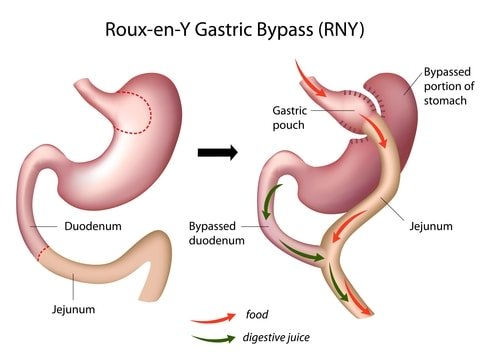 Roux-en-Y Gastric Bypass (RNY)
Duodenum
Jejunum
Gastric
pouch
Bypassed
portion of
stomach
Bypassed
duodenum
Jejunum
food
digestive juice